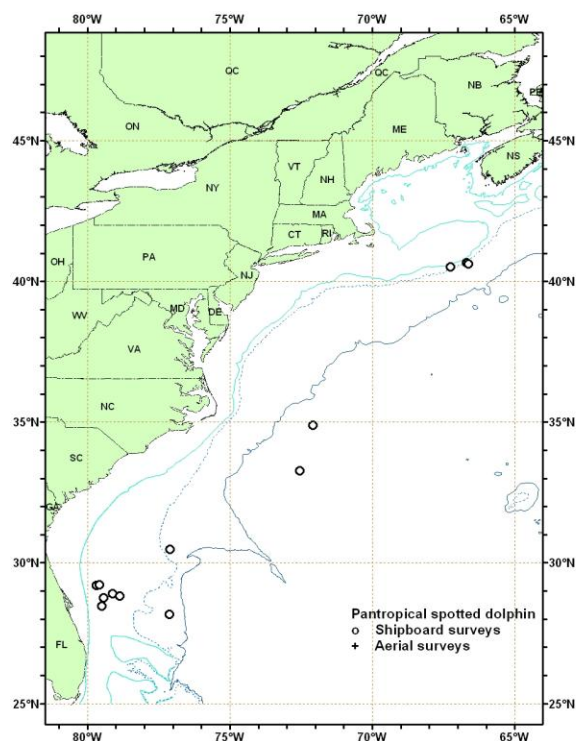 80°W 75°W 70°W 65°W
QC QC NB PE
ON
45°N ME 45°N
NS
VT
NY NH
MA
CT RI
40°N OH PA 40°N
NJ
MD DE
WV
VA
35°N NC 35°N
SC
GA
30°N 30°N
Pantropical spotted dolphin
Shipboard surveys
FL
Aerial surveys
25°N 25°N
80°W 75°W 70°W 65°W